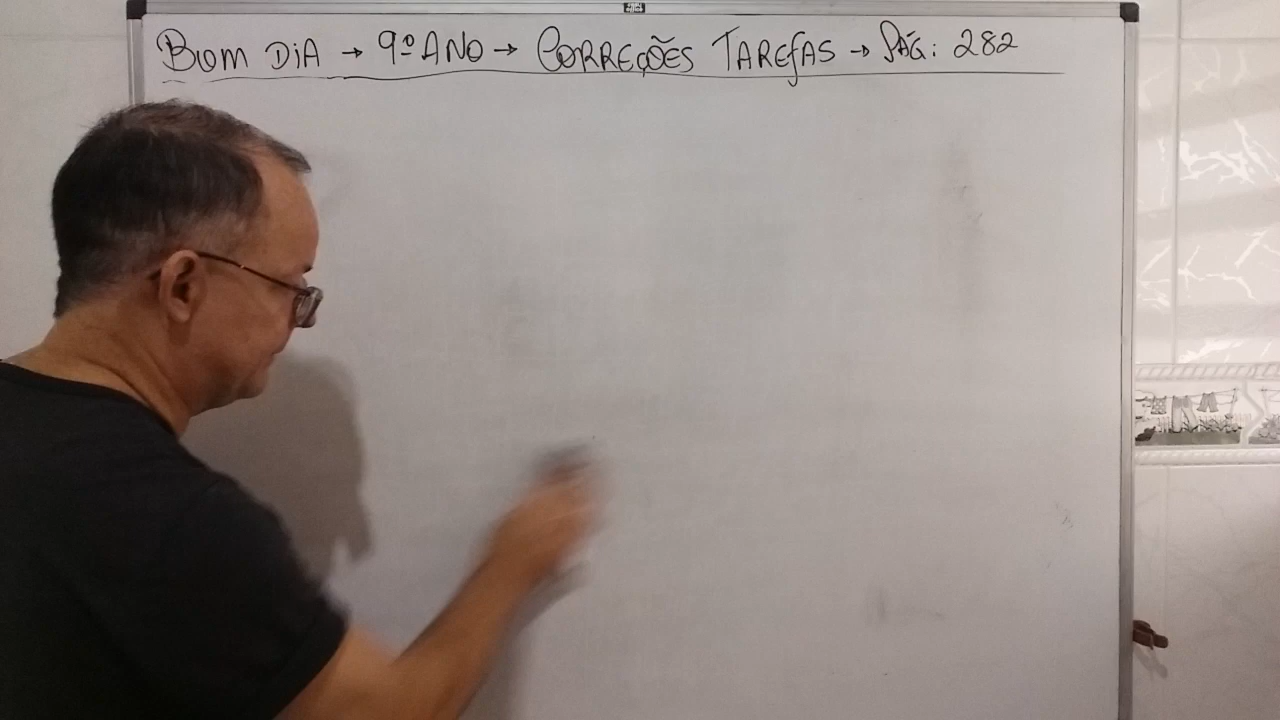 BOM DIA → 9º ANO → CORREÇÕES TAREFAS → PÁG: 282